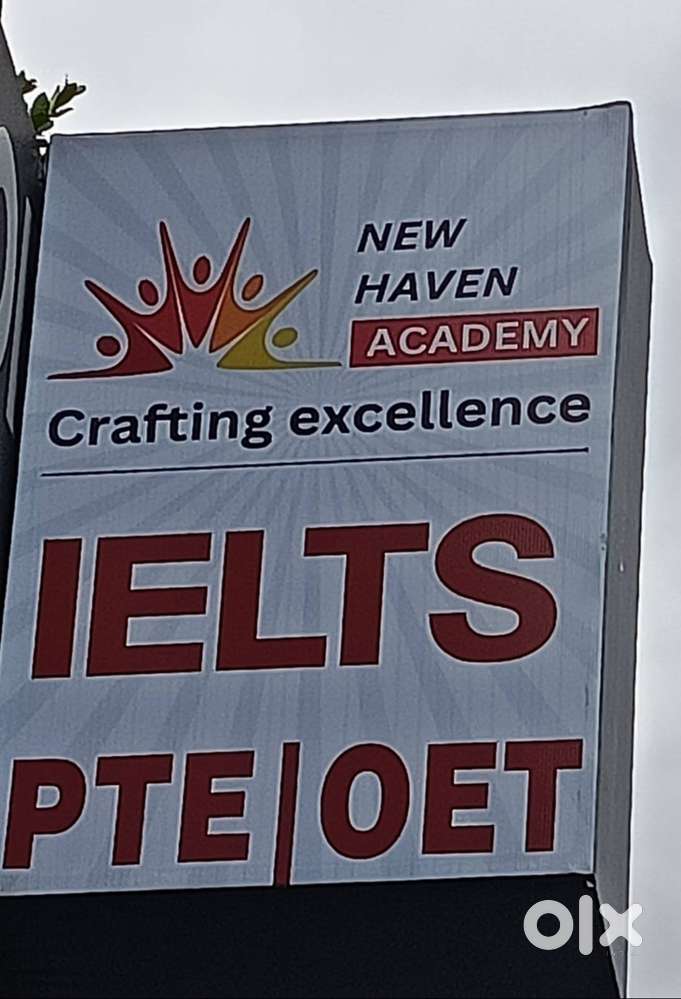 NEW
HAVEN
ACADEMY
Crafting excellence
IELTS
PTE|OET
olx